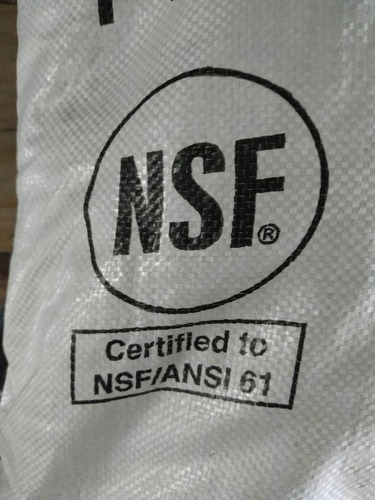 NSF®
Certified to
NSF/ANSI 61